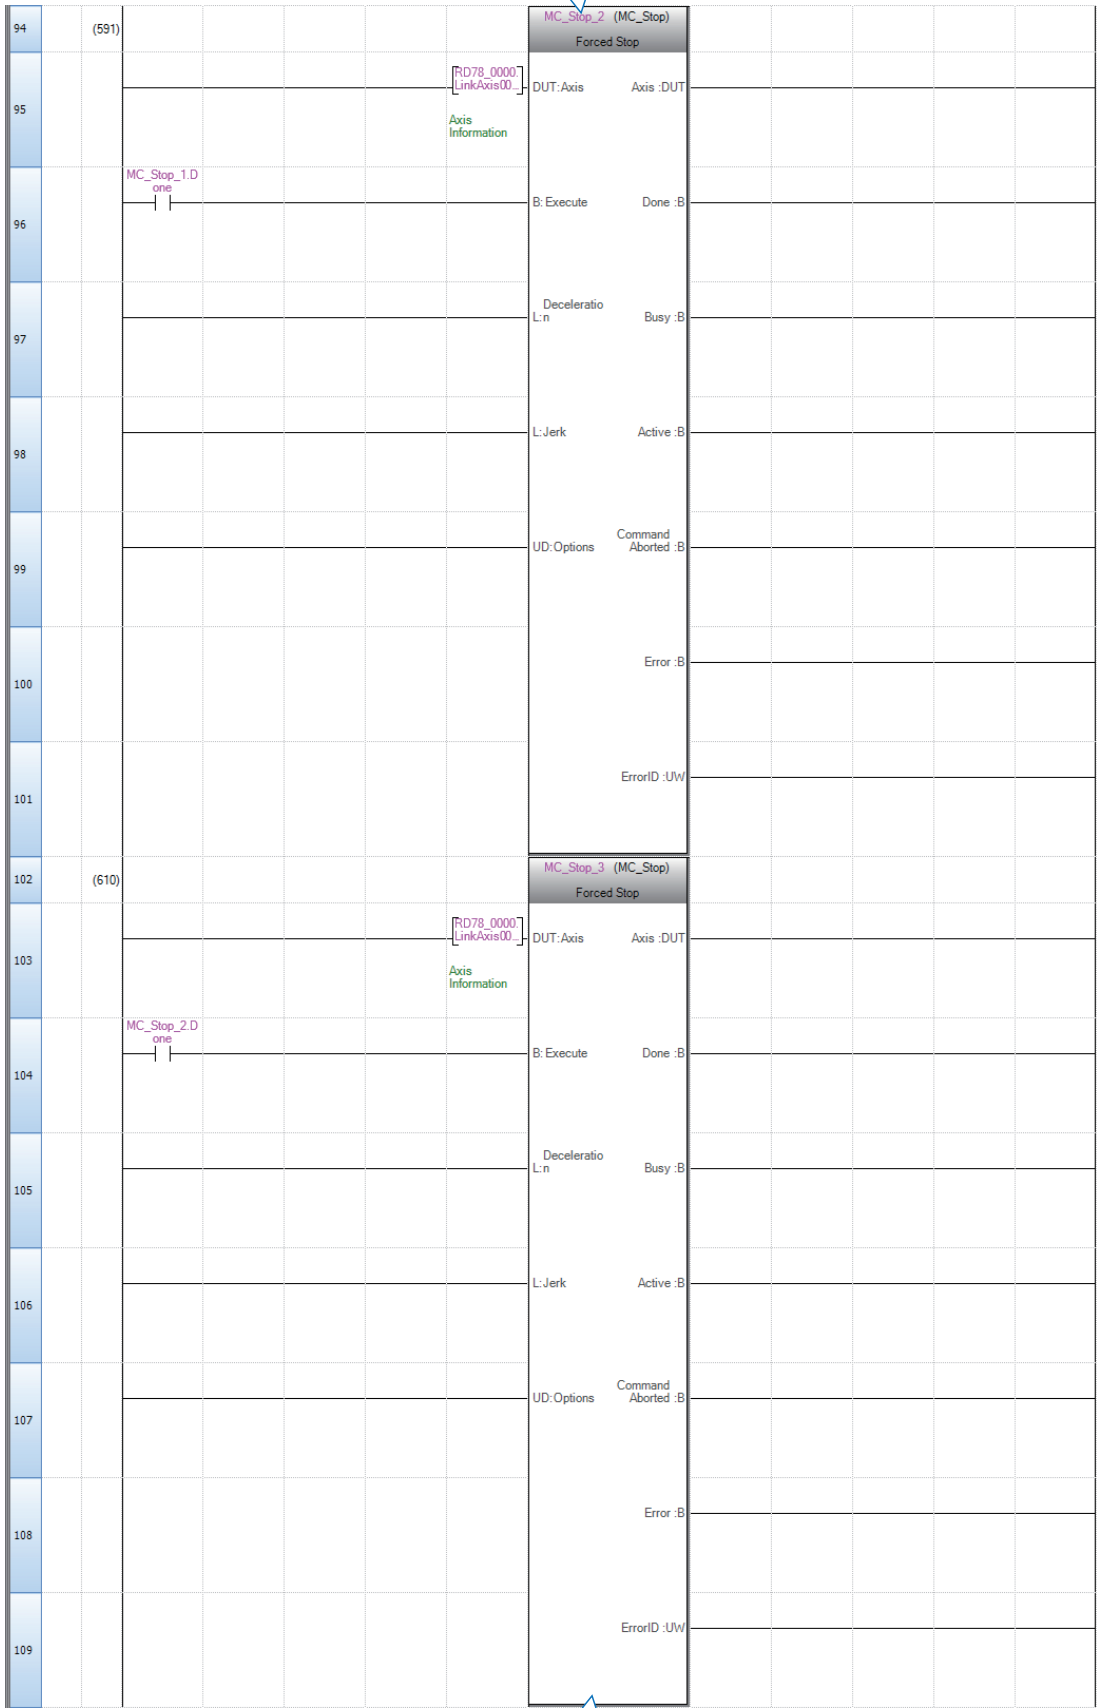 94
(591)
MC_Stop_2 (MC_Stop)
Forced Stop
95
RD78_0000.
LinkAxis00...
DUT:Axis
Axis :DUT
Axis
Information
96
MC_Stop_1.D
one
B:Execute
Done :B
97
Deceleratio
L:n
Busy :B
98
L:Jerk
Active :B
99
UD:Options
Command
Aborted :B
100
Error :B
101
ErrorID :UW
102
(610)
MC_Stop_3 (MC_Stop)
Forced Stop
103
RD78_0000.
LinkAxis00...
DUT:Axis
Axis :DUT
Axis
Information
104
MC_Stop_2.D
one
B:Execute
Done :B
105
Deceleratio
L:n
Busy :B
106
L:Jerk
Active :B
107
UD:Options
Command
Aborted :B
108
Error :B
109
ErrorID :UW